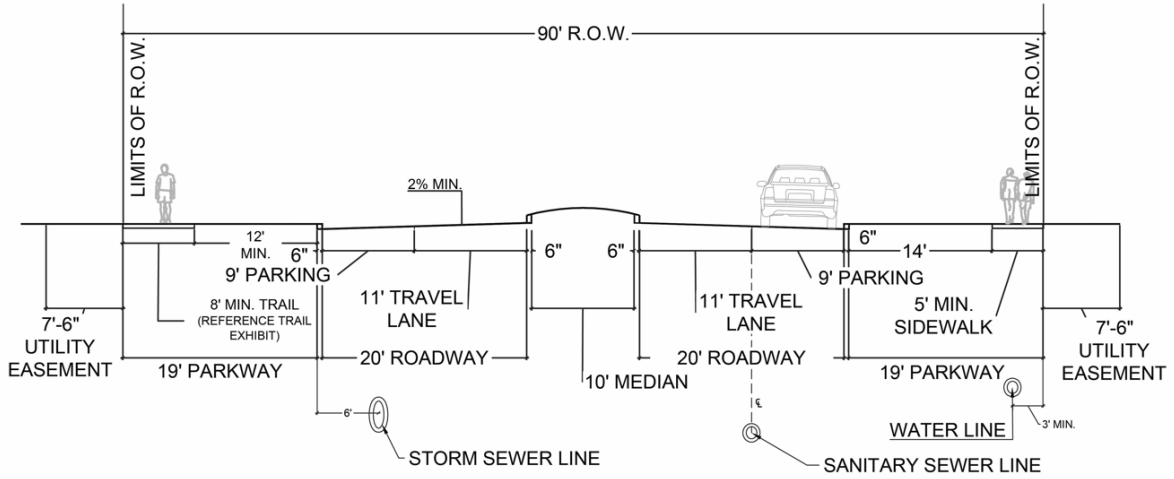 90' R.O.W.
LIMITS OF R.O.W.
LIMITS OF R.O.W.
2% MIN.
12'
MIN.
6"
6"
6"
6"
14'
9' PARKING
9' PARKING
8' MIN. TRAIL
(REFERENCE TRAIL
EXHIBIT)
11' TRAVEL
LANE
11' TRAVEL
LANE
5' MIN.
SIDEWALK
7'-6"
UTILITY
EASEMENT
7'-6"
UTILITY
EASEMENT
19' PARKWAY
20' ROADWAY
10' MEDIAN
20' ROADWAY
19' PARKWAY
6'
℄
WATER LINE
3' MIN.
STORM SEWER LINE
SANITARY SEWER LINE